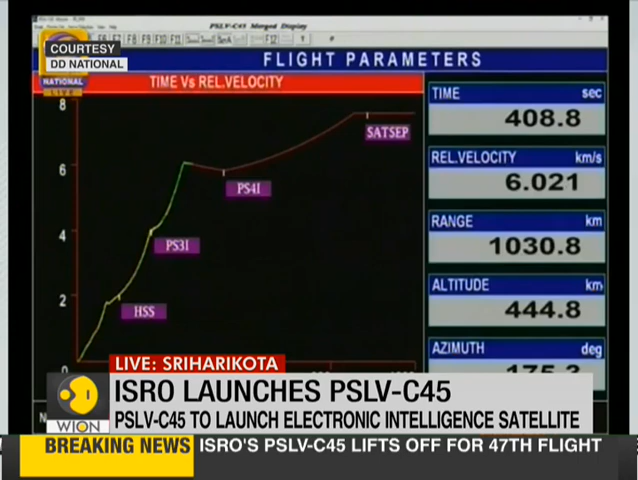 PSLV-C45 Merged Display
COURTESY
DD NATIONAL
NATIONAL
LIVE
FLIGHT PARAMETERS
TIME Vs REL.VELOCITY
8
6
4
2
0
HSS
PS3I
PS4I
SATSEP
TIME sec
408.8
REL.VELOCITY km/s
6.021
RANGE km
1030.8
ALTITUDE km
444.8
AZIMUTH deg
175.3
LIVE: SRIHARIKOTA
ISRO LAUNCHES PSLV-C45
PSLV-C45 TO LAUNCH ELECTRONIC INTELLIGENCE SATELLITE
WION
BREAKING NEWS ISRO'S PSLV-C45 LIFTS OFF FOR 47TH FLIGHT